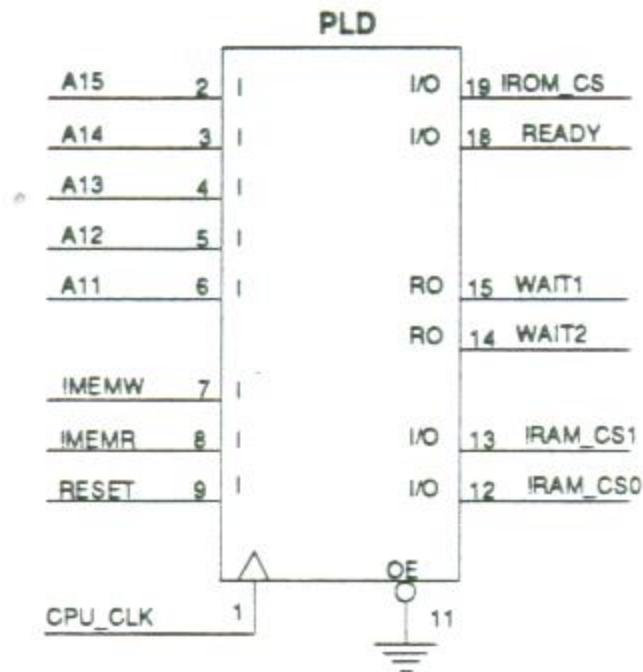 PLD
A15 2 I I/O 19 !ROM_CS
A14 3 I I/O 18 READY
A13 4 I
A12 5 I
A11 6 I RO 15 WAIT1
RO 14 WAIT2
!MEMW 7 I
!MEMR 8 I I/O 13 !RAM_CS1
RESET 9 I I/O 12 !RAM_CS0
OE
CPU_CLK 1 11